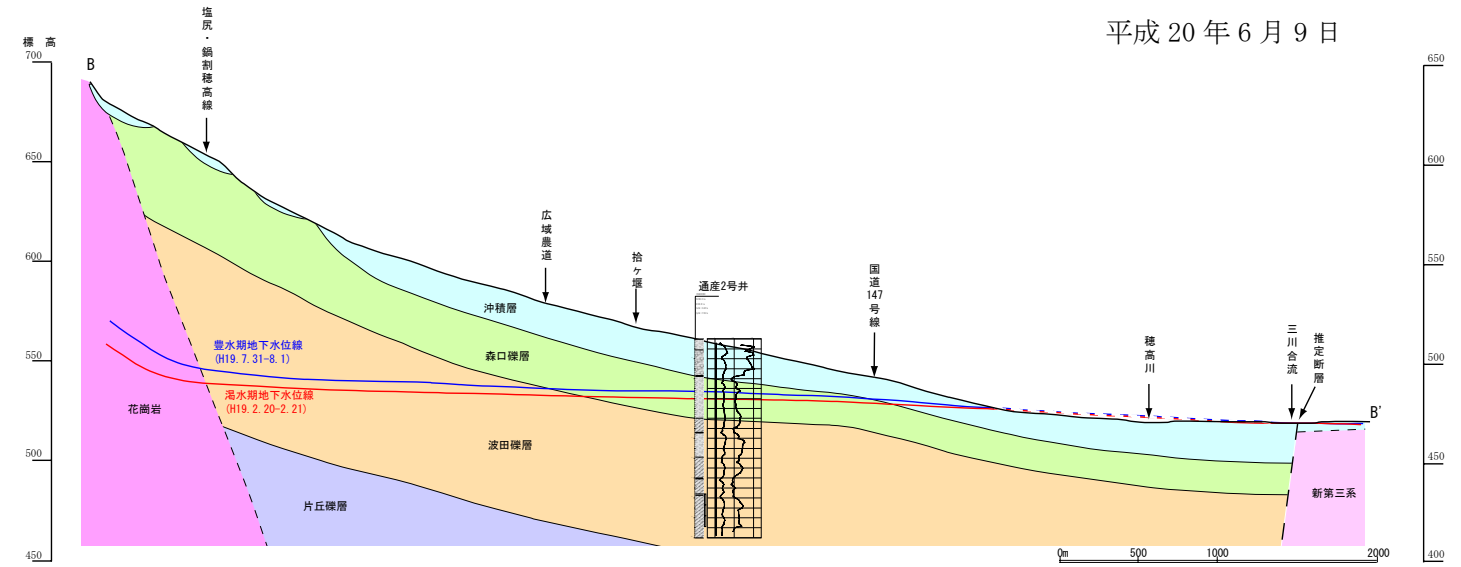 平成 20 年 6 月 9 日
標 高
700
650
600
550
500
450
B
塩尻・鍋割穂高線
広域農道
拾ヶ堰
通産2号井
国道147号線
穂高川
三川合流
推定断層
B'
650
600
550
500
450
400
沖積層
森口礫層
豊水期地下水位線
(H19.7.31-8.1)
渇水期地下水位線
(H19.2.20-2.21)
花崗岩
波田礫層
片丘礫層
新第三系
0m 500 1000 2000